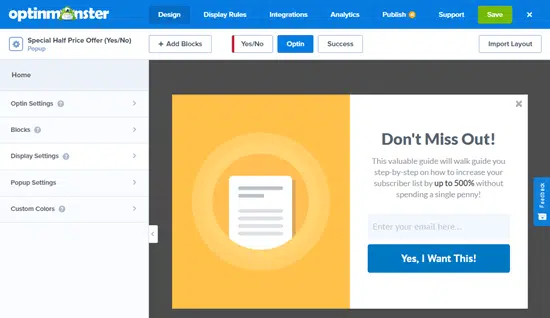 optinmonster
Design
Display Rules
Integrations
Analytics
Publish
Support
Save
Special Half Price Offer (Yes/No)
Popup
+ Add Blocks
Yes/No
Optin
Success
Import Layout
Home
Optin Settings
Blocks
Display Settings
Popup Settings
Custom Colors
Don't Miss Out!
This valuable guide will walk guide you
step-by-step on how to increase your
subscriber list by up to 500% without
spending a single penny!
Enter your email here...
Yes, I Want This!
Feedback